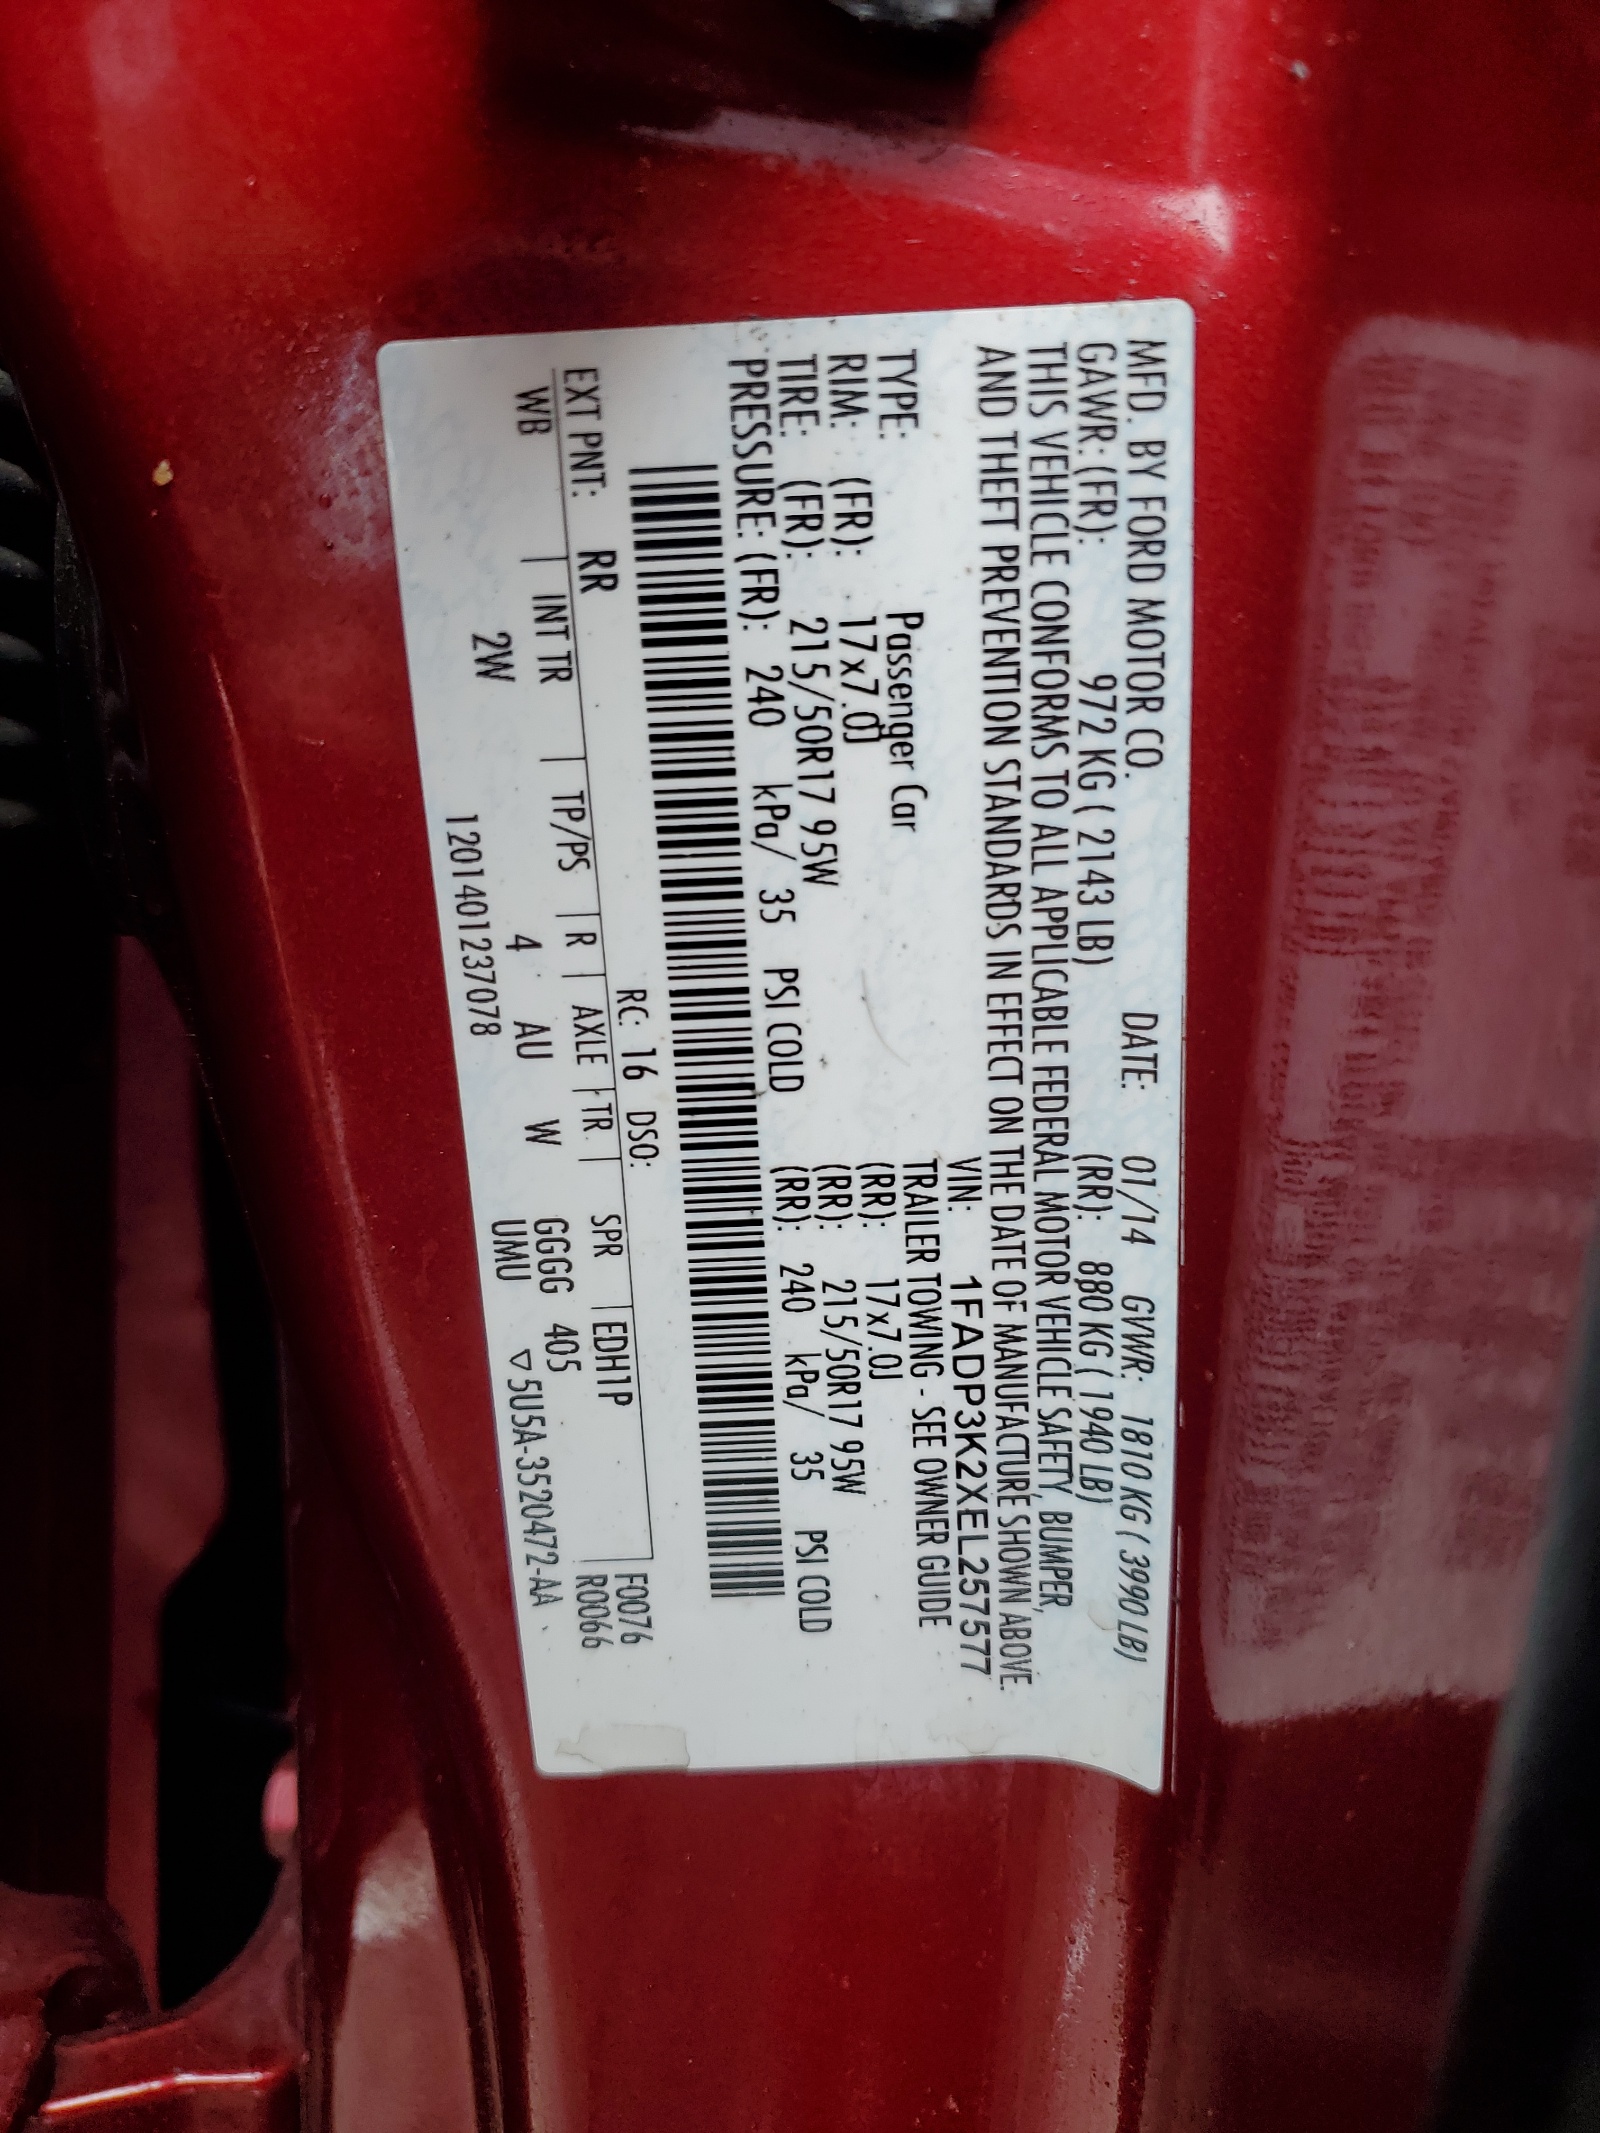 MFD. BY FORD MOTOR CO. DATE: 01/14 GVWR: 1810 KG ( 3990 LB)
GAWR: (FR): 972 KG ( 2143 LB) (RR): 880 KG ( 1940 LB)
THIS VEHICLE CONFORMS TO ALL APPLICABLE FEDERAL MOTOR VEHICLE SAFETY, BUMPER,
AND THEFT PREVENTION STANDARDS IN EFFECT ON THE DATE OF MANUFACTURE SHOWN ABOVE.
VIN: 1FADP3K2XEL257577
TYPE: Passenger Car TRAILER TOWING - SEE OWNER GUIDE
RIM: (FR): 17x7.0J (RR): 17x7.0J
TIRE: (FR): 215/50R17 95W (RR): 215/50R17 95W
PRESSURE: (FR): 240 kPa/ 35 PSI COLD (RR): 240 kPa/ 35 PSI COLD
RC: 16 DSO: F0076
EXT PNT: RR R0066
WB INT TR TP/PS R AXLE TR SPR EDH1P
2W 4 AU W GGGG 405
120140123 7078 UMU ▽5U5A-3520472-AA